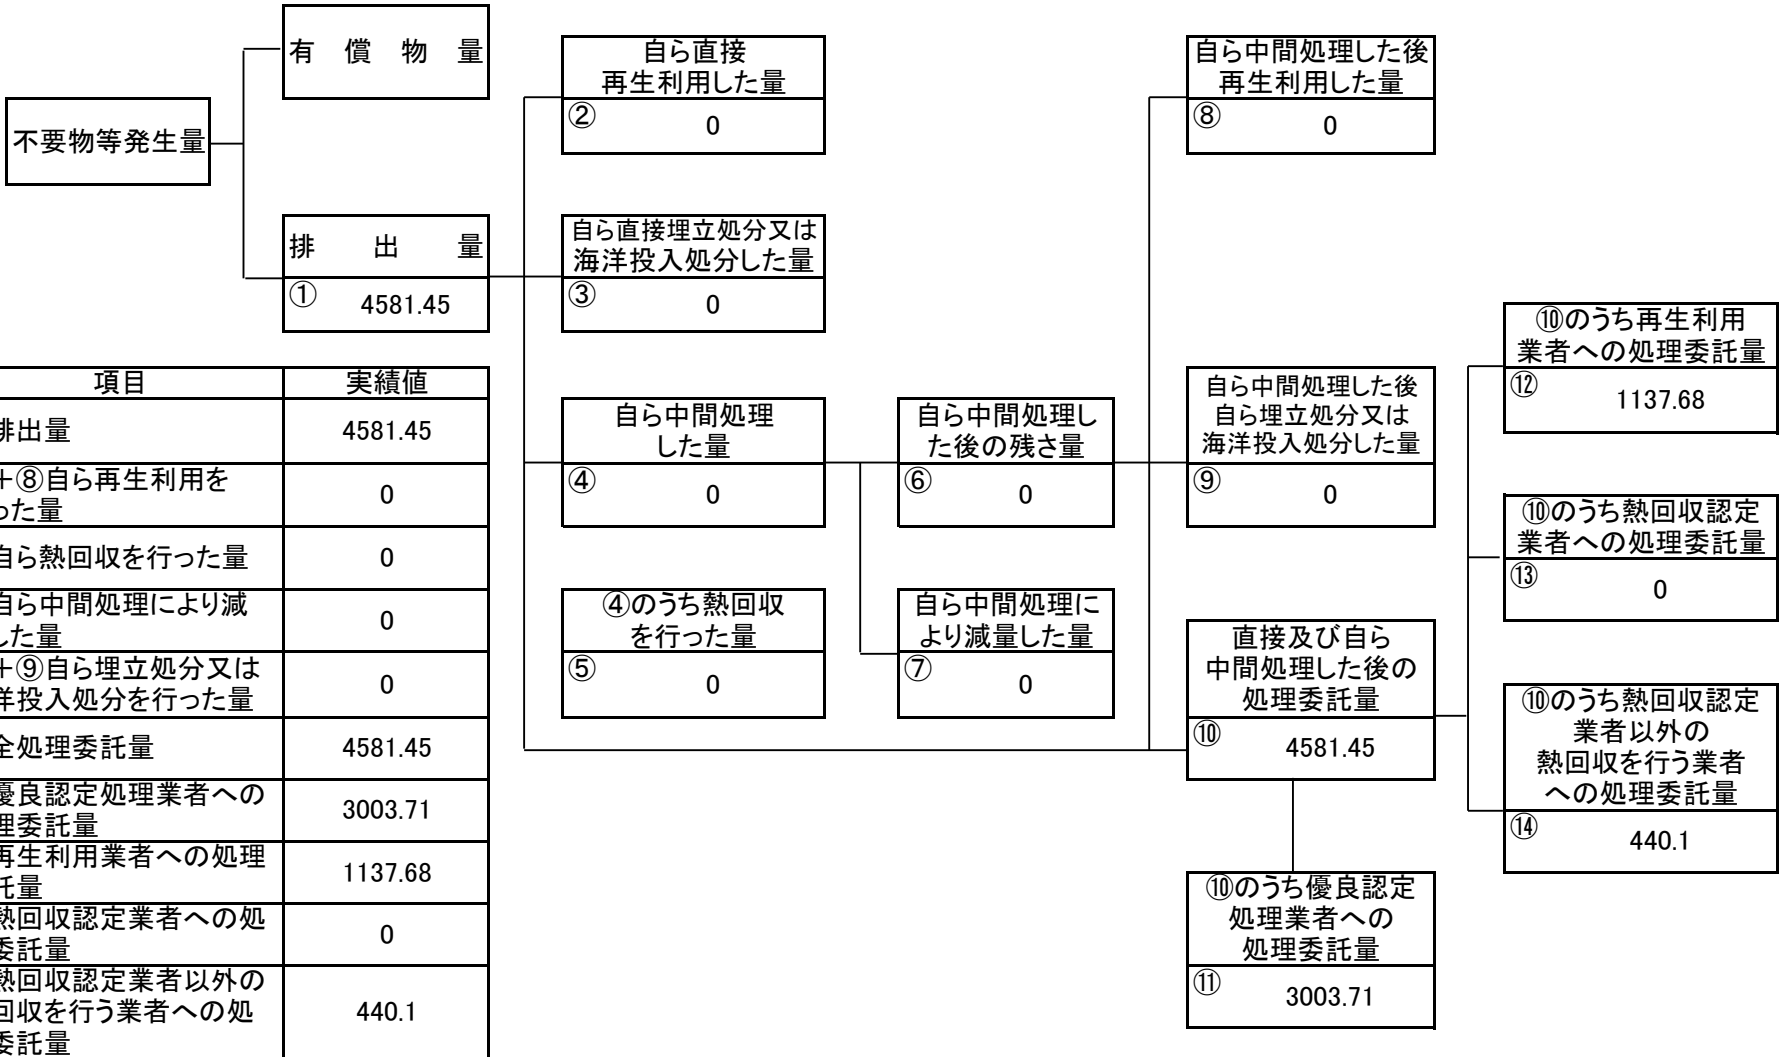 有償物量
不要物等発生量
排出量
①
4581.45
自ら直接
再生利用した量
②
0
自ら直接埋立処分又は
海洋投入処分した量
③
0
自ら中間処理
した量
④
0
④のうち熱回収
を行った量
⑤
0
自ら中間処理し
た後の残さ量
⑥
0
自ら中間処理に
より減量した量
⑦
0
自ら中間処理した後
再生利用した量
⑧
0
自ら中間処理した後
自ら埋立処分又は
海洋投入処分した量
⑨
0
直接及び自ら
中間処理した後の
処理委託量
⑩
4581.45
⑩のうち優良認定
処理業者への
処理委託量
⑪
3003.71
⑩のうち再生利用
業者への処理委託量
⑫
1137.68
⑩のうち熱回収認定
業者への処理委託量
⑬
0
⑩のうち熱回収認定
業者以外の
熱回収を行う業者
への処理委託量
⑭
440.1
項目 実績値
排出量 4581.45
+⑧自ら再生利用を
った量 0
自ら熱回収を行った量 0
自ら中間処理により減
した量 0
+⑨自ら埋立処分又は
洋投入処分を行った量 0
全処理委託量 4581.45
優良認定処理業者への
理委託量 3003.71
再生利用業者への処理
託量 1137.68
熱回収認定業者への処
委託量 0
熱回収認定業者以外の
回収を行う業者への処
委託量 440.1